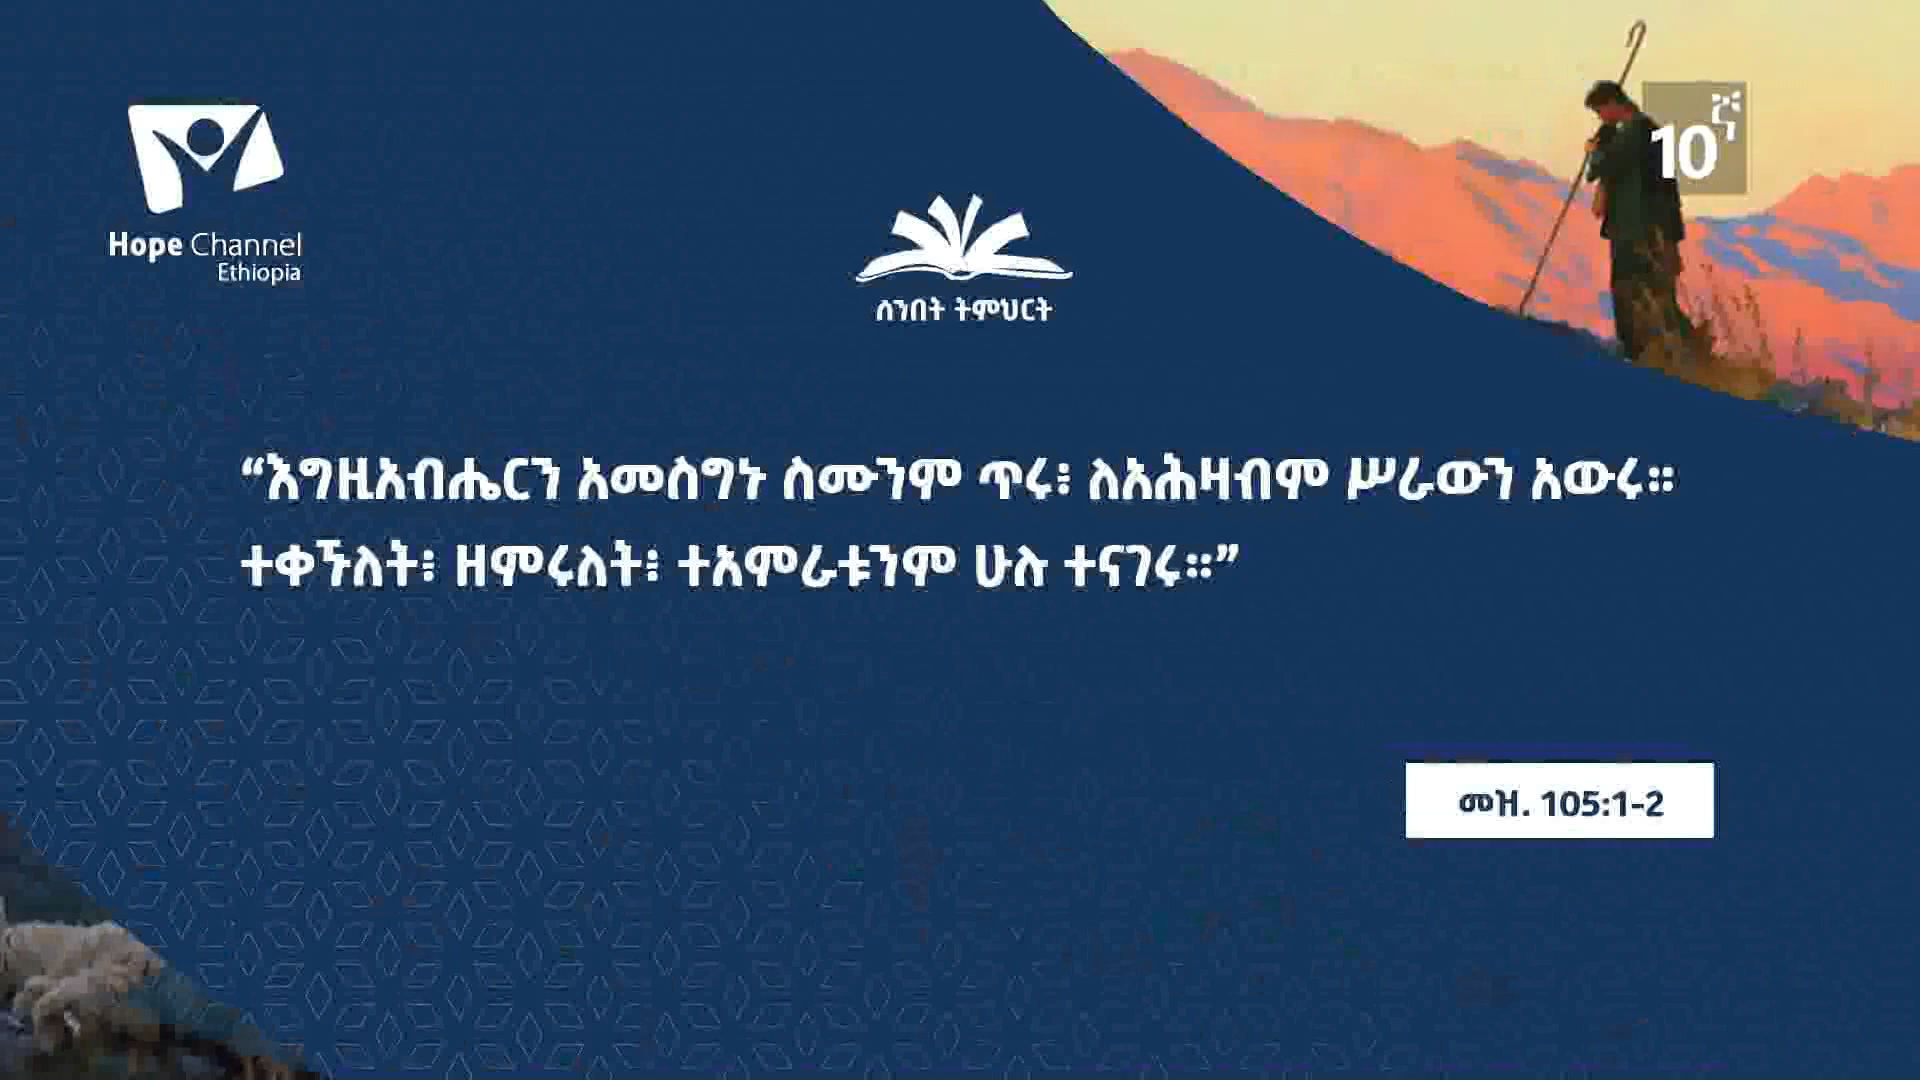 Hope Channel
Ethiopia
10ኛ
ሰንበት ትምህርት
“እግዚአብሔርን አመስግኑ ስሙንም ጥሩ፤ ለአሕዛብም ሥራውን አውሩ።
ተቀኙለት፤ ዘምሩለት፤ ተአምራቱንም ሁሉ ተናገሩ።”
መዝ. 105:1-2